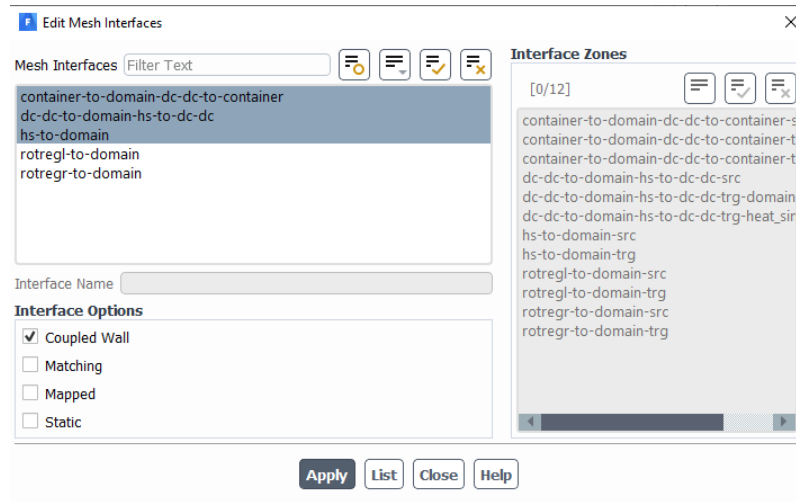 Edit Mesh Interfaces
Mesh Interfaces Filter Text
container-to-domain-dc-dc-to-container
dc-dc-to-domain-hs-to-dc-dc
hs-to-domain
rotregl-to-domain
rotregr-to-domain
Interface Name
Interface Options
Coupled Wall
Matching
Mapped
Static
Interface Zones
[0/12]
container-to-domain-dc-dc-to-container-s
container-to-domain-dc-dc-to-container-t
container-to-domain-dc-dc-to-container-t
dc-dc-to-domain-hs-to-dc-dc-src
dc-dc-to-domain-hs-to-dc-dc-trg-domain
dc-dc-to-domain-hs-to-dc-dc-trg-heat_sin
hs-to-domain-src
hs-to-domain-trg
rotregl-to-domain-src
rotregl-to-domain-trg
rotregr-to-domain-src
rotregr-to-domain-trg
Apply List Close Help